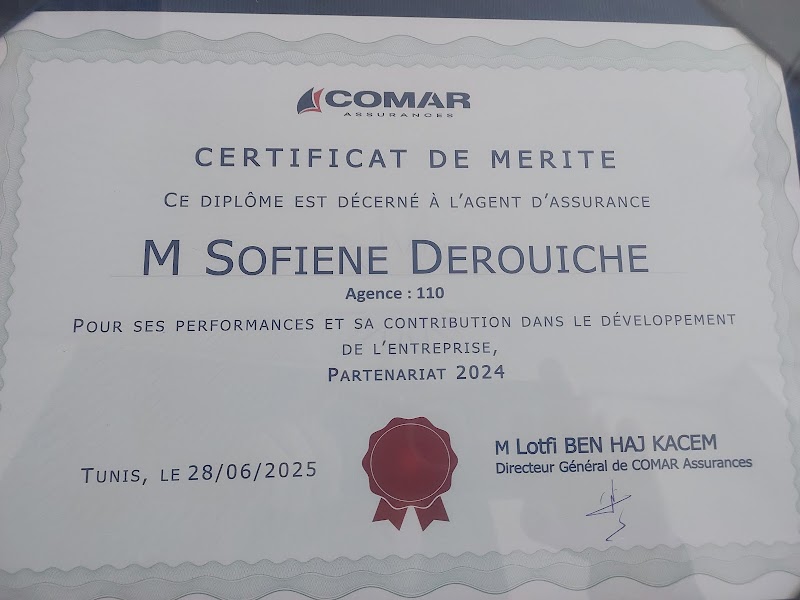 COMAR
ASSURANCES
CERTIFICAT DE MERITE
CE DIPLÔME EST DÉCERNÉ À L'AGENT D'ASSURANCE
M SOFIENE DEROUICHE
Agence : 110
POUR SES PERFORMANCES ET SA CONTRIBUTION DANS LE DÉVELOPPEMENT
DE L'ENTREPRISE,
PARTENARIAT 2024
TUNIS, LE 28/06/2025
M Lotfi BEN HAJ KACEM
Directeur Général de COMAR Assurances